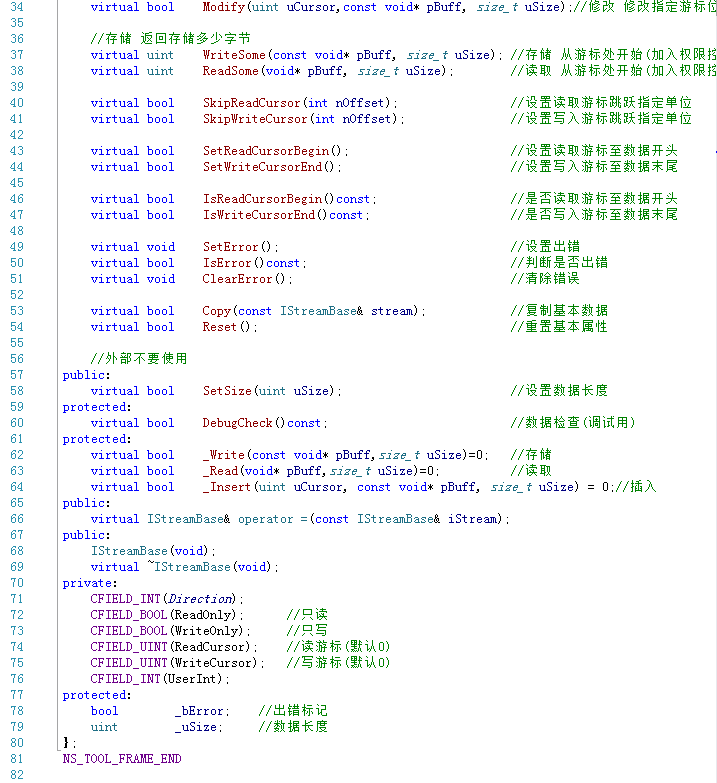 34 virtual bool Modify(uint uCursor,const void* pBuff, size_t uSize);//修改 修改指定游标位
35
36 //存储 返回存储多少字节
37 virtual uint WriteSome(const void* pBuff, size_t uSize); //存储 从游标处开始(加入权限控
38 virtual uint ReadSome(void* pBuff, size_t uSize); //读取 从游标处开始(加入权限控
39
40 virtual bool SkipReadCursor(int nOffset); //设置读取游标跳跃指定单位
41 virtual bool SkipWriteCursor(int nOffset); //设置写入游标跳跃指定单位
42
43 virtual bool SetReadCursorBegin(); //设置读取游标至数据开头
44 virtual bool SetWriteCursorEnd(); //设置写入游标至数据末尾
45
46 virtual bool IsReadCursorBegin()const; //是否读取游标至数据开头
47 virtual bool IsWriteCursorEnd()const; //是否写入游标至数据末尾
48
49 virtual void SetError(); //设置出错
50 virtual bool IsError()const; //判断是否出错
51 virtual void ClearError(); //清除错误
52
53 virtual bool Copy(const IStreamBase& stream); //复制基本数据
54 virtual bool Reset(); //重置基本属性
55
56 //外部不要使用
57 public:
58 virtual bool SetSize(uint uSize); //设置数据长度
59 protected:
60 virtual bool DebugCheck()const; //数据检查(调试用)
61 protected:
62 virtual bool _Write(const void* pBuff,size_t uSize)=0; //存储
63 virtual bool _Read(void* pBuff,size_t uSize)=0; //读取
64 virtual bool _Insert(uint uCursor, const void* pBuff, size_t uSize) = 0;//插入
65 public:
66 virtual IStreamBase& operator =(const IStreamBase& iStream);
67 public:
68 IStreamBase(void);
69 virtual ~IStreamBase(void);
70 private:
71 CFIELD_INT(Direction);
72 CFIELD_BOOL(ReadOnly); //只读
73 CFIELD_BOOL(WriteOnly); //只写
74 CFIELD_UINT(ReadCursor); //读游标(默认0)
75 CFIELD_UINT(WriteCursor); //写游标(默认0)
76 CFIELD_INT(UserInt);
77 protected:
78 bool _bError; //出错标记
79 uint _uSize; //数据长度
80 };
81 NS_TOOL_FRAME_END
82